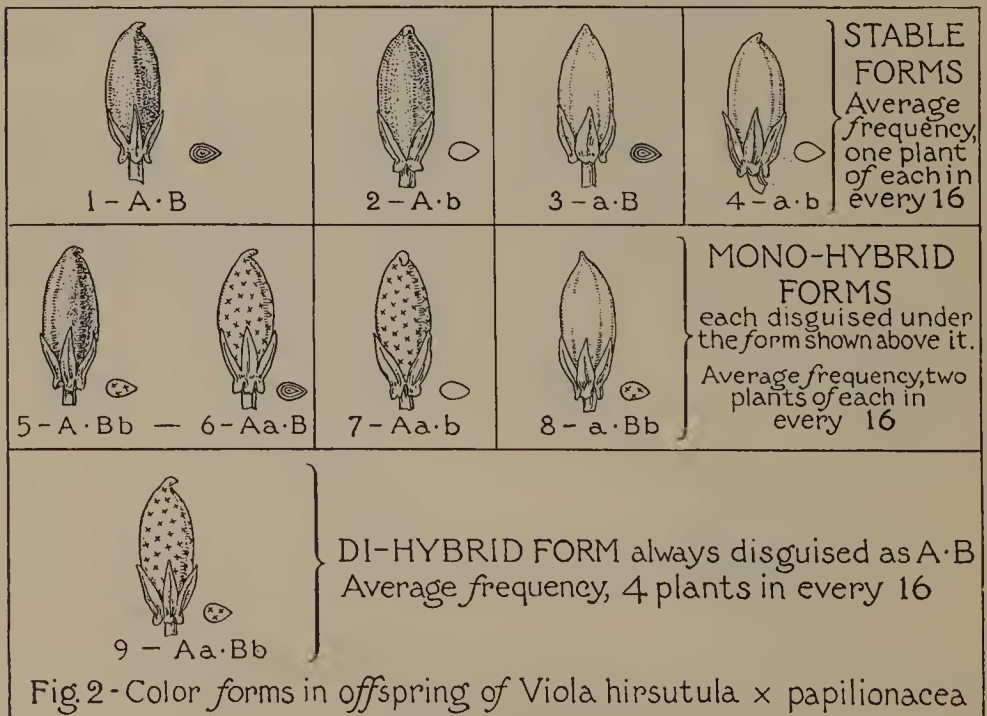 1 – A·B
2 – A·b
3 – a·B
4 – a·b
STABLE
FORMS
Average
frequency,
one plant
of each in
every 16
5 – A·Bb — 6 – Aa·B
7 – Aa·b
8 – a·Bb
MONO-HYBRID
FORMS
each disguised under
the form shown above it.
Average frequency, two
plants of each in
every 16
9 – Aa·Bb
DI-HYBRID FORM always disguised as A·B
Average frequency, 4 plants in every 16
Fig. 2 - Color forms in offspring of Viola hirsutula × papilionacea